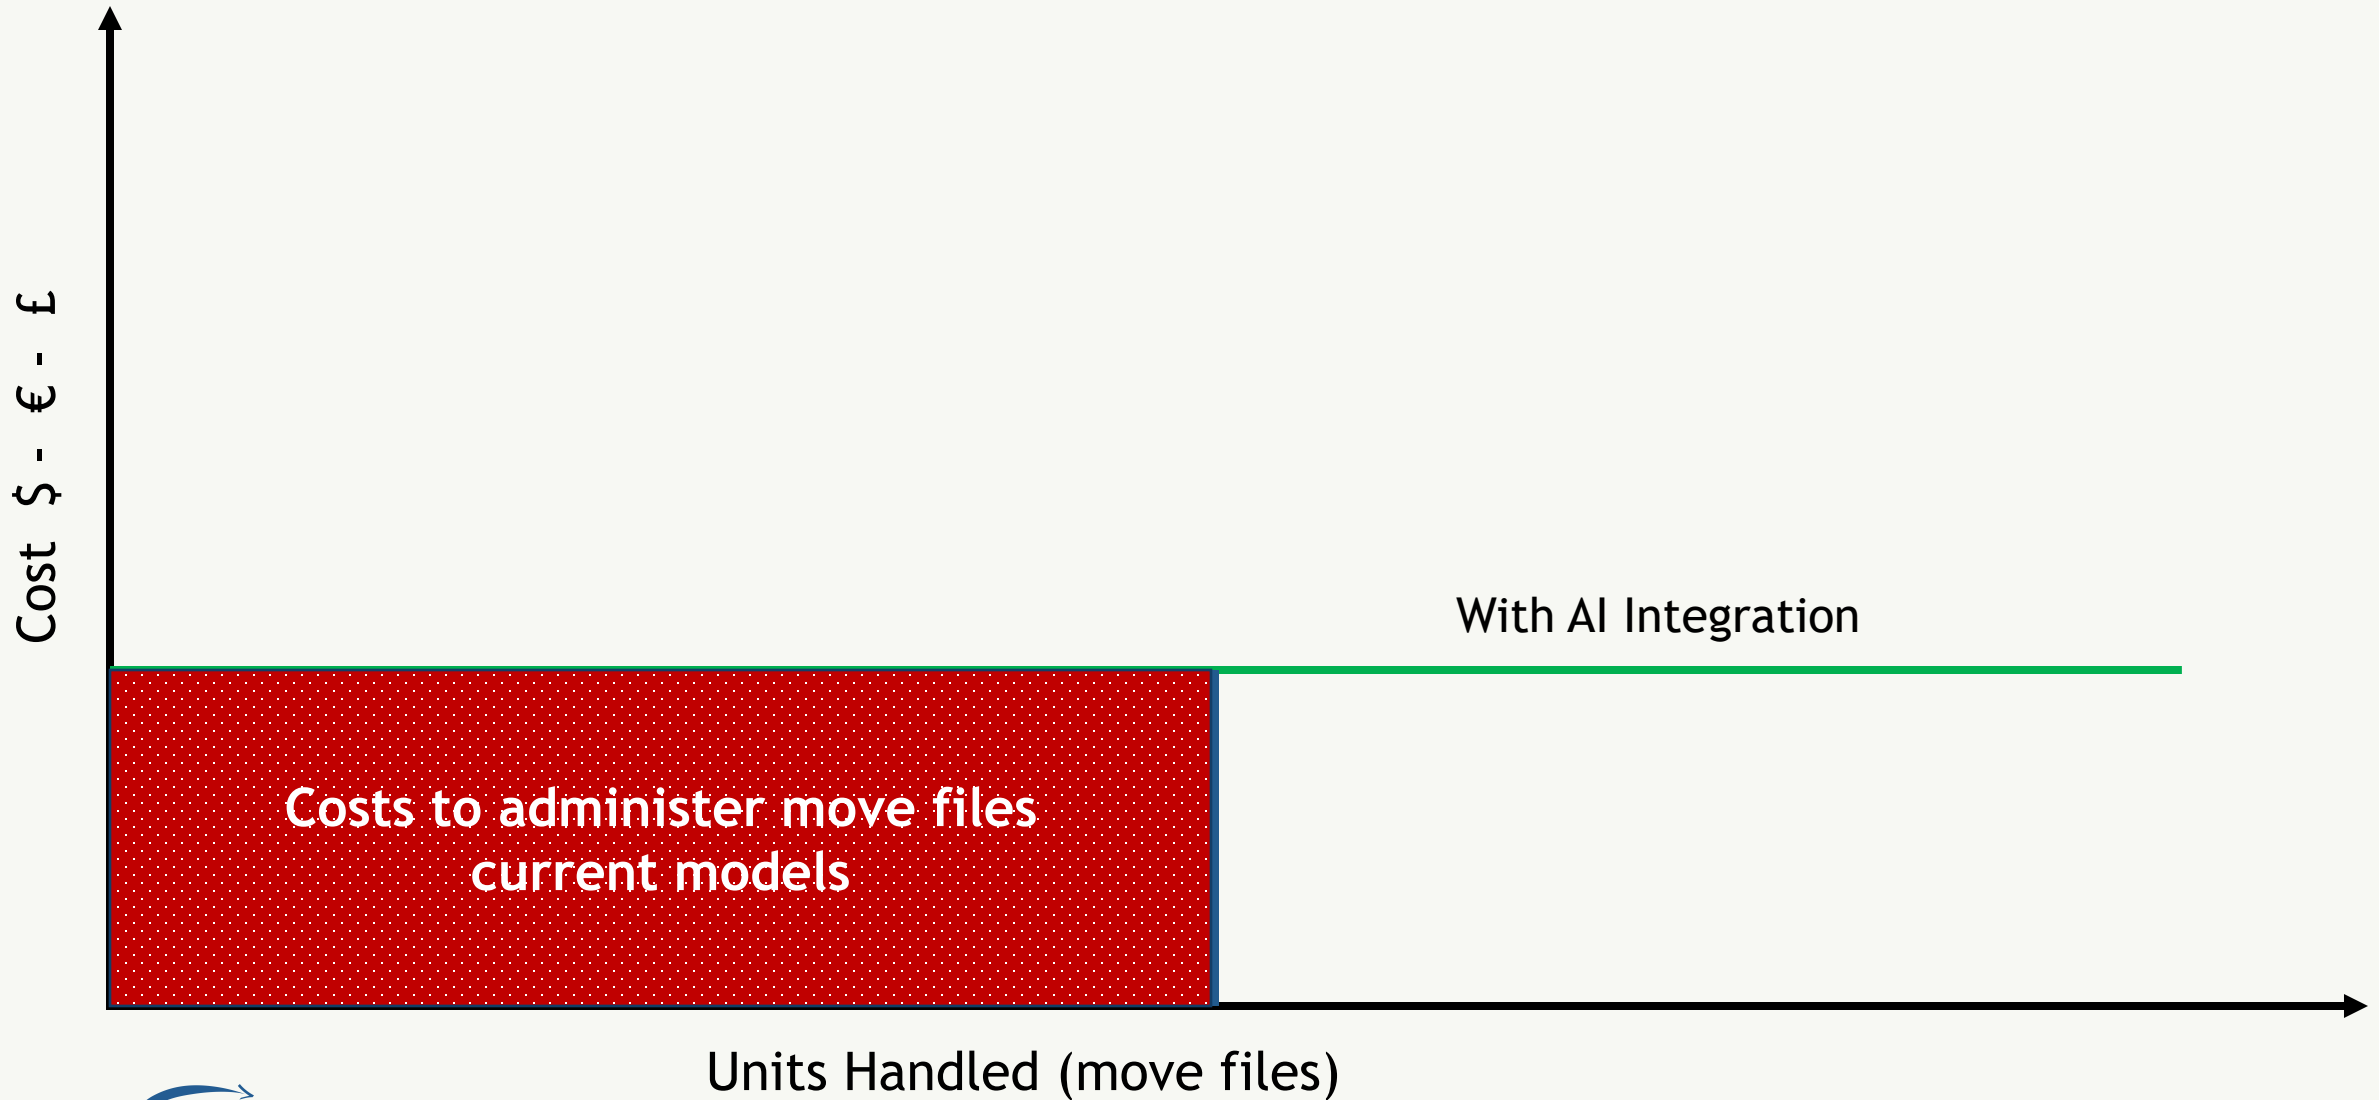 Cost $ - € - £
With AI Integration
Costs to administer move files
current models
Units Handled (move files)